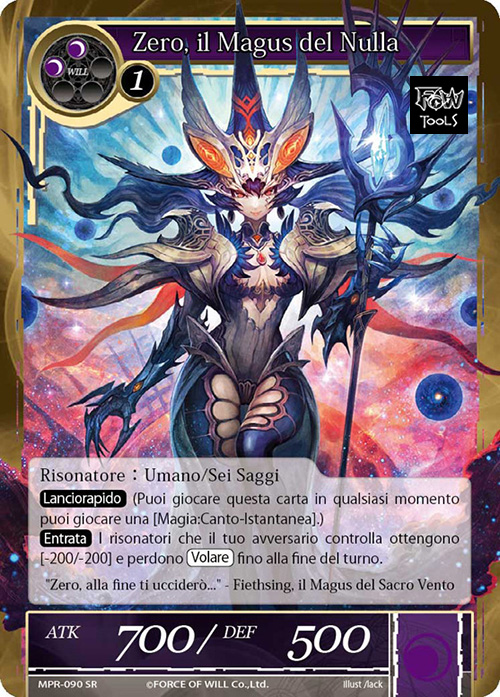 Zero, il Magus del Nulla
WILL
1
FOW
TOOLS
Risonatore : Umano/Sei Saggi
Lanciorapido (Puoi giocare questa carta in qualsiasi momento
puoi giocare una [Magia:Canto-Istantanea].)
Entrata I risonatori che il tuo avversario controlla ottengono
[-200/-200] e perdono Volare fino alla fine del turno.
"Zero, alla fine ti ucciderò..." - Fiethsing, il Magus del Sacro Vento
ATK 700/ DEF 500
MPR-090 SR ©FORCE OF WILL Co.,Ltd. Illust /lack